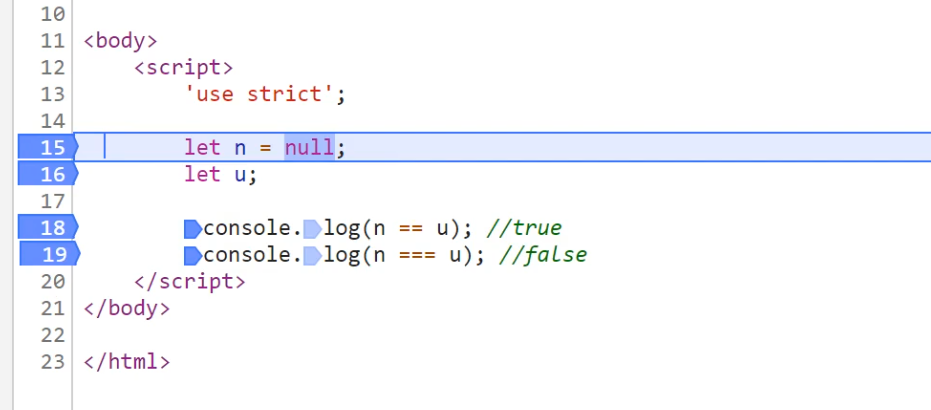 10
11 <body>
12 <script>
13 'use strict';
14
15 let n = null;
16 let u;
17
18 console.log(n == u); //true
19 console.log(n === u); //false
20 </script>
21 </body>
22
23 </html>